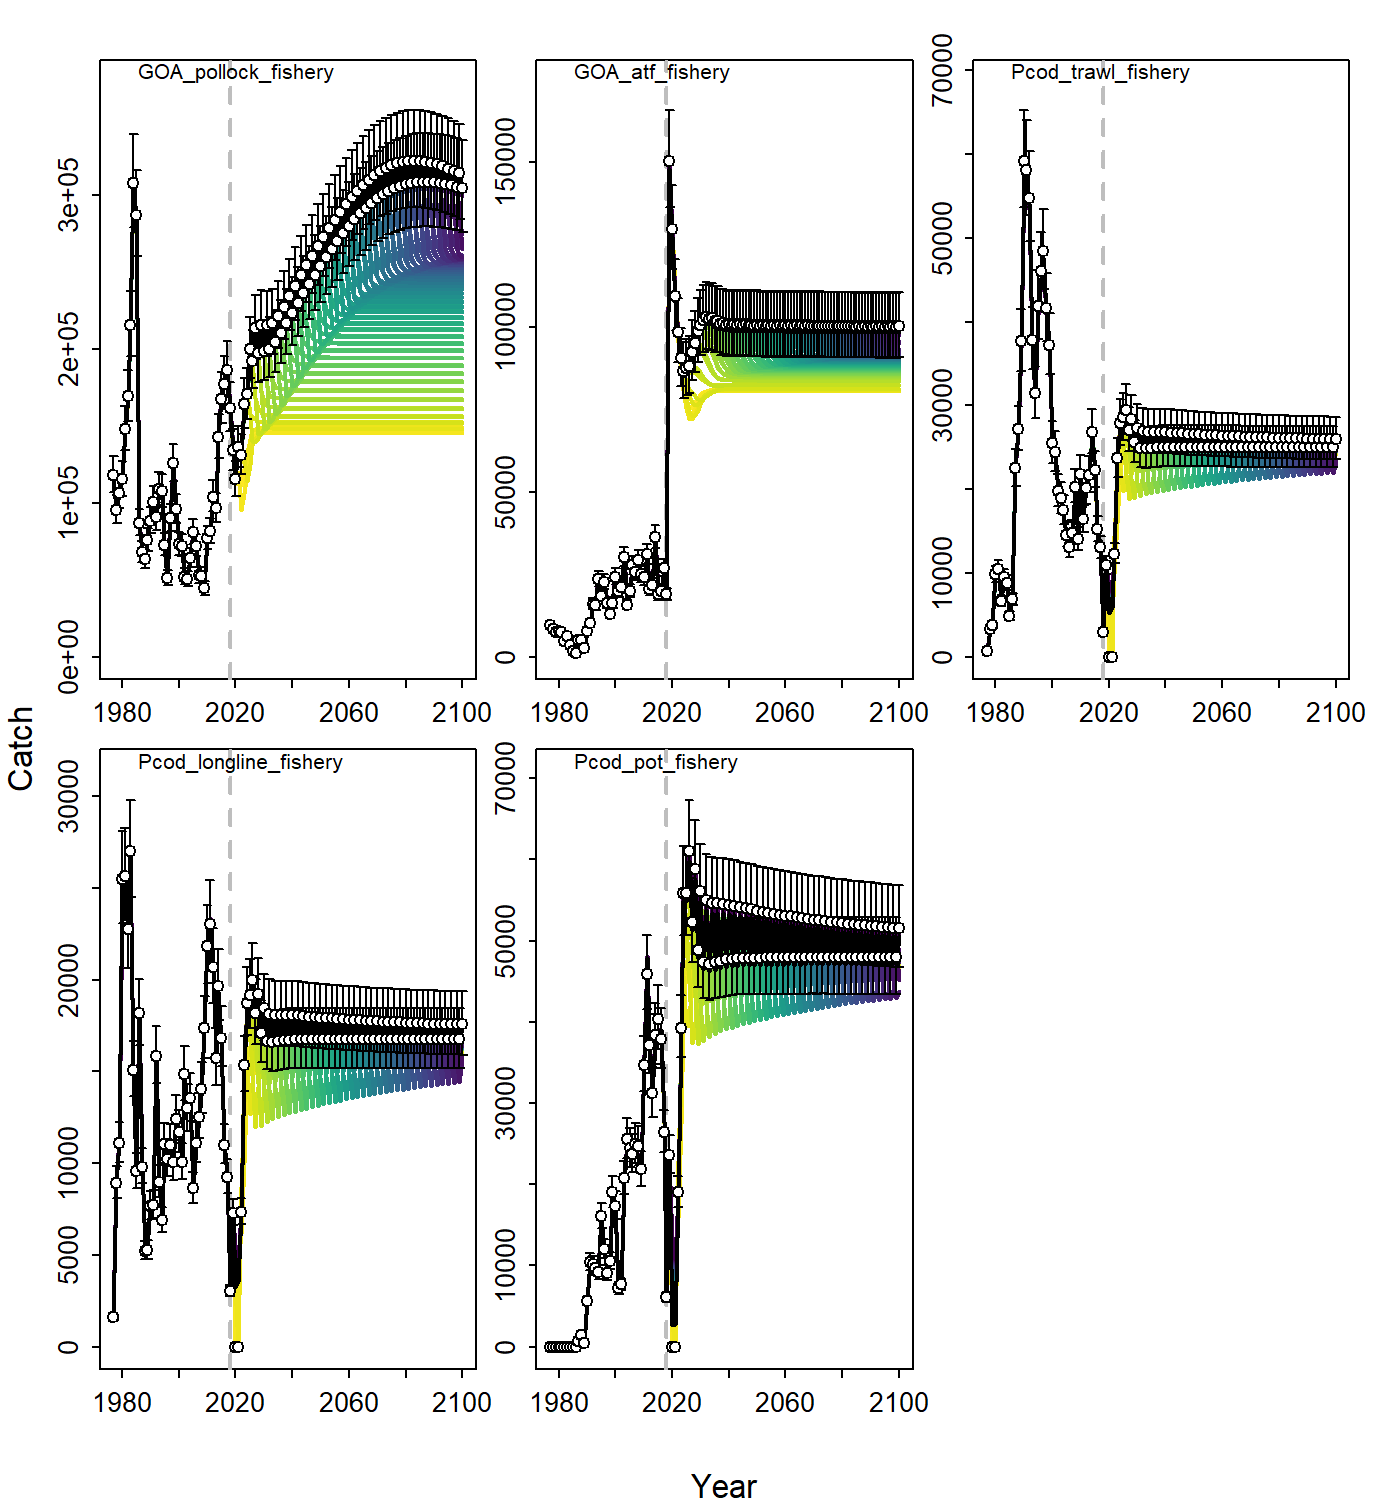 GOA_pollock_fishery
GOA_atf_fishery
Pcod_trawl_fishery
0e+00 1e+05 2e+05 3e+05
0 50000 100000 150000
0 10000 30000 50000 70000
1980 2020 2060 2100
1980 2020 2060 2100
1980 2020 2060 2100
Catch
Pcod_longline_fishery
Pcod_pot_fishery
0 5000 10000 20000 30000
0 10000 30000 50000 70000
1980 2020 2060 2100
1980 2020 2060 2100
Year